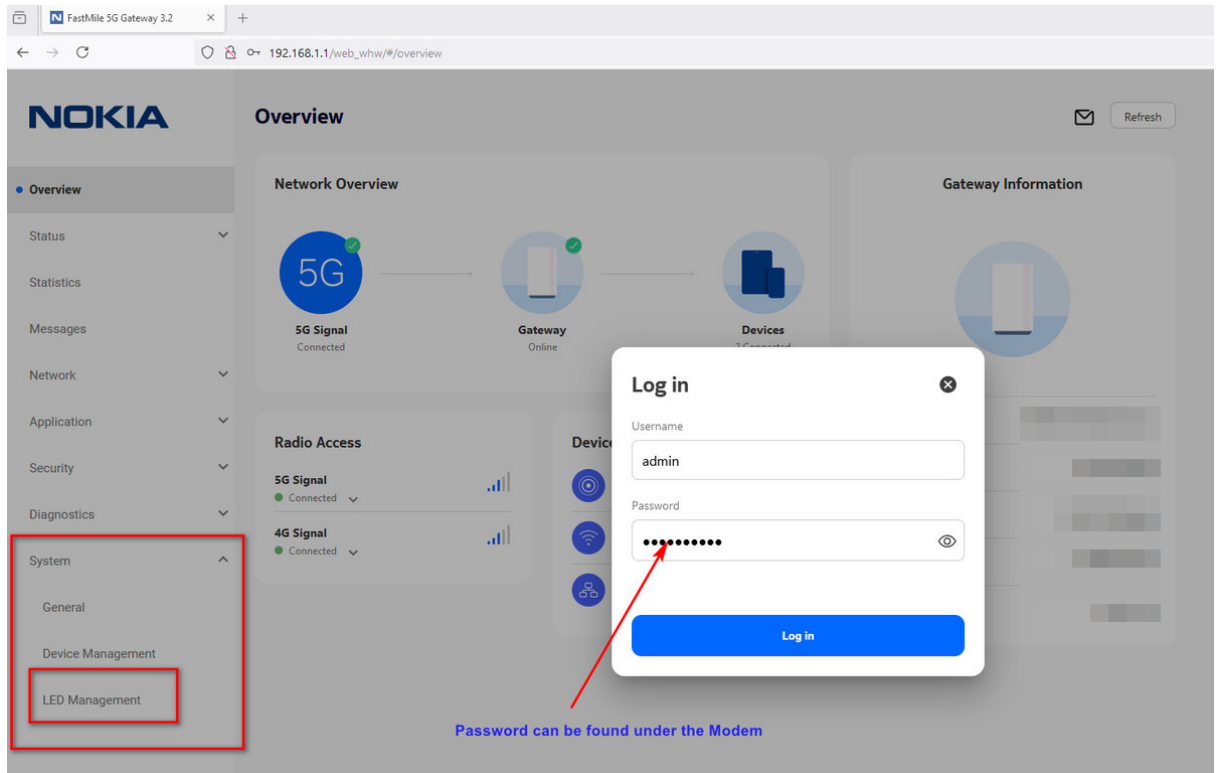 FastMile 5G Gateway 3.2
192.168.1.1/web_whw/#/overview
NOKIA
Overview
Refresh
Overview
Status
Statistics
Messages
Network
Application
Security
Diagnostics
System
General
Device Management
LED Management
Network Overview
5G
5G Signal
Connected
Gateway
Online
Devices
2 Connected
Gateway Information
Radio Access
5G Signal
Connected
4G Signal
Connected
Log in
Username
admin
Password
Log in
Password can be found under the Modem